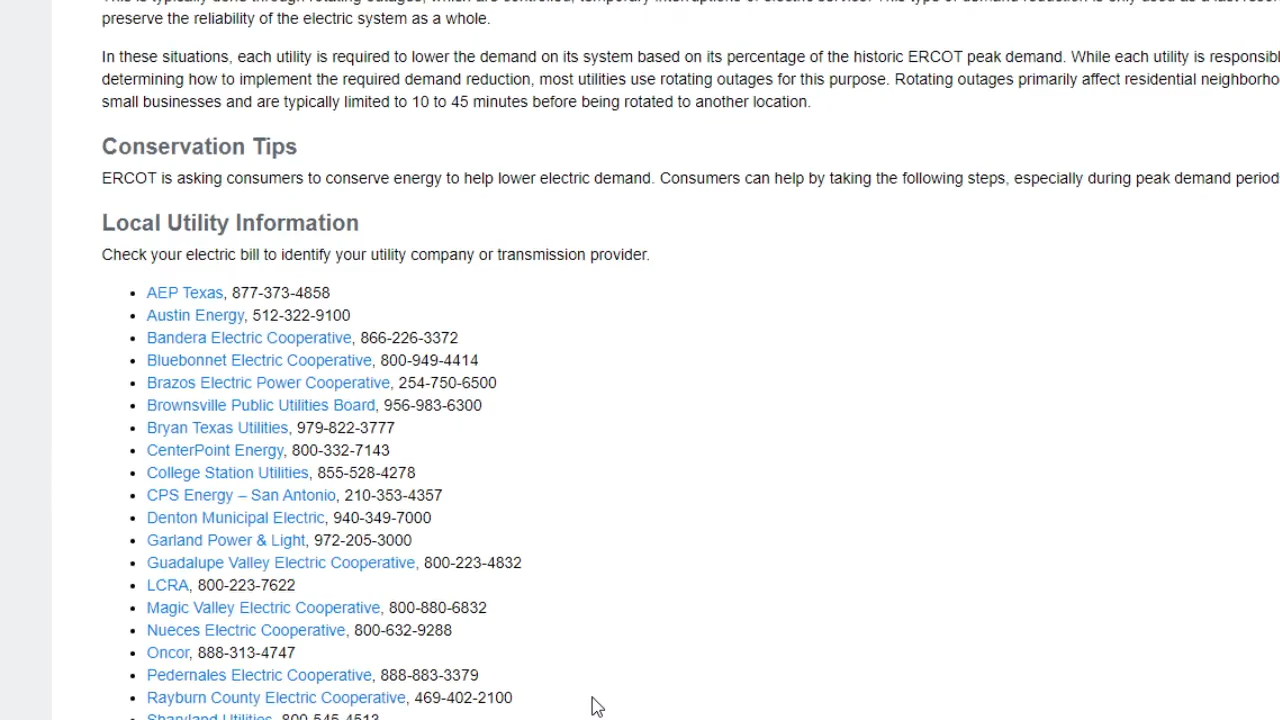 preserve the reliability of the electric system as a whole.
In these situations, each utility is required to lower the demand on its system based on its percentage of the historic ERCOT peak demand. While each utility is
determining how to implement the required demand reduction, most utilities use rotating outages for this purpose. Rotating outages primarily affect residential
small businesses and are typically limited to 10 to 45 minutes before being rotated to another location.
Conservation Tips
ERCOT is asking consumers to conserve energy to help lower electric demand. Consumers can help by taking the following steps, especially during peak demand period
Local Utility Information
Check your electric bill to identify your utility company or transmission provider.
• AEP Texas, 877-373-4858
• Austin Energy, 512-322-9100
• Bandera Electric Cooperative, 866-226-3372
• Bluebonnet Electric Cooperative, 800-949-4414
• Brazos Electric Power Cooperative, 254-750-6500
• Brownsville Public Utilities Board, 956-983-6300
• Bryan Texas Utilities, 979-822-3777
• CenterPoint Energy, 800-332-7143
• College Station Utilities, 855-528-4278
• CPS Energy – San Antonio, 210-353-4357
• Denton Municipal Electric, 940-349-7000
• Garland Power & Light, 972-205-3000
• Guadalupe Valley Electric Cooperative, 800-223-4832
• LCRA, 800-223-7622
• Magic Valley Electric Cooperative, 800-880-6832
• Nueces Electric Cooperative, 800-632-9288
• Oncor, 888-313-4747
• Pedernales Electric Cooperative, 888-883-3379
• Rayburn County Electric Cooperative, 469-402-2100